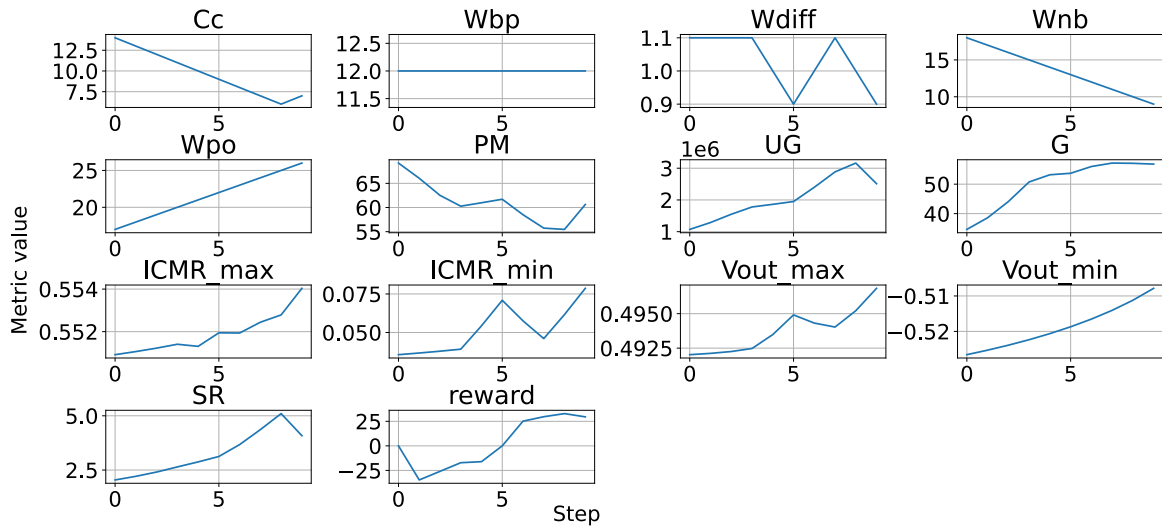 Cc Wbp Wdiff Wnb
12.5 10.0 7.5 0 5
12.5 12.0 11.5 0 5
1.1 1.0 0.9 0 5
15 10 0 5
Wpo PM UG G
25 20 0 5
65 60 55 0 5
1e6 3 2 1 0 5
50 40 0 5
ICMR_max ICMR_min Vout_max Vout_min
0.554 0.552 0 5
0.075 0.050 0 5
0.4950 0.4925 0 5
−0.51 −0.52 0 5
SR reward
5.0 2.5 0 5
25 0 −25 0 5
Metric value
Step